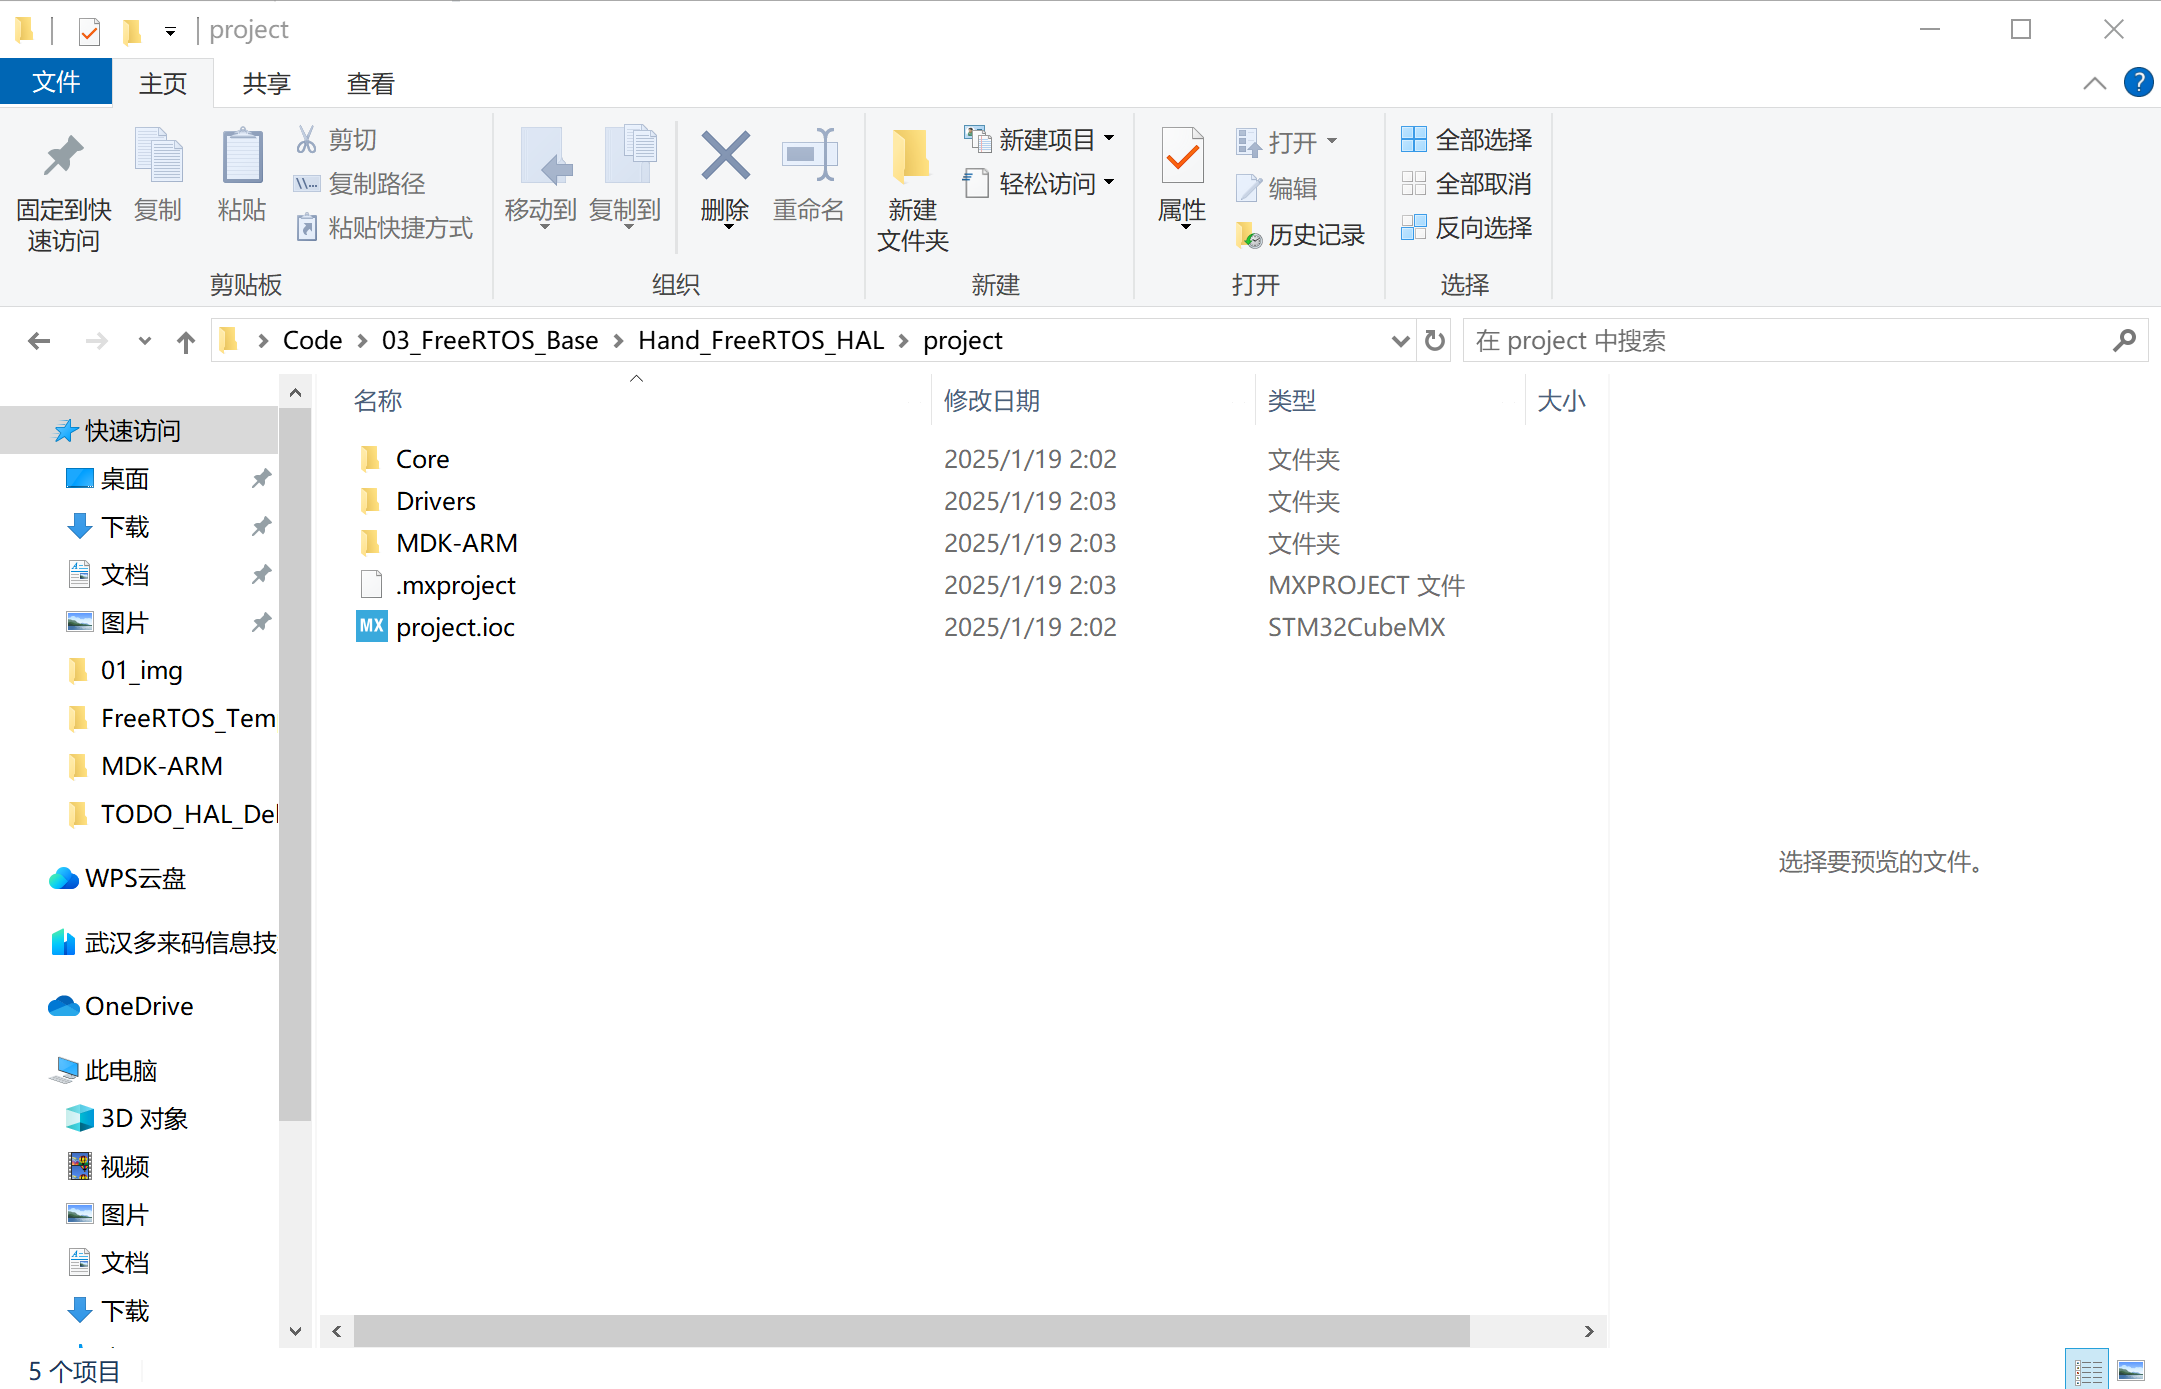 project
文件
主页
共享
查看
?
固定到快
速访问
复制
粘贴
剪切
复制路径
粘贴快捷方式
剪贴板
移动到
复制到
删除
重命名
组织
新建
文件夹
新建项目
轻松访问
新建
属性
打开
编辑
历史记录
打开
全部选择
全部取消
反向选择
选择
Code
03_FreeRTOS_Base
Hand_FreeRTOS_HAL
project
在 project 中搜索
快速访问
桌面
下载
文档
图片
01_img
FreeRTOS_Tem
MDK-ARM
TODO_HAL_Del
WPS云盘
武汉多来码信息技
OneDrive
此电脑
3D 对象
视频
图片
文档
下载
名称
修改日期
类型
大小
Core
2025/1/19 2:02
文件夹
Drivers
2025/1/19 2:03
文件夹
MDK-ARM
2025/1/19 2:03
文件夹
.mxproject
2025/1/19 2:03
MXPROJECT 文件
MX
project.ioc
2025/1/19 2:02
STM32CubeMX
选择要预览的文件。
5 个项目